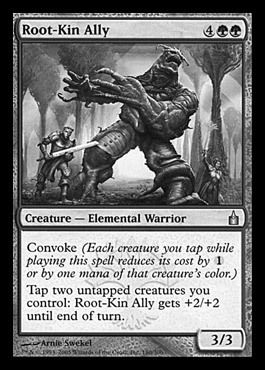 Root-Kin Ally 4
Creature — Elemental Warrior
Convoke (Each creature you tap while
playing this spell reduces its cost by 1
or by one mana of that creature's color.)
Tap two untapped creatures you
control: Root-Kin Ally gets +2/+2
until end of turn.
Arnie Swekel
3/3